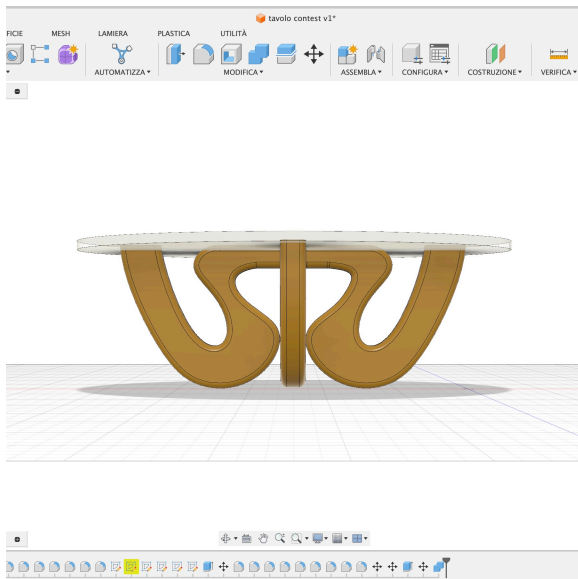 tavolo contest v1*
FICIE MESH LAMIERA PLASTICA UTILITÀ
AUTOMATIZZA MODIFICA ASSEMBLA CONFIGURA COSTRUZIONE VERIFICA